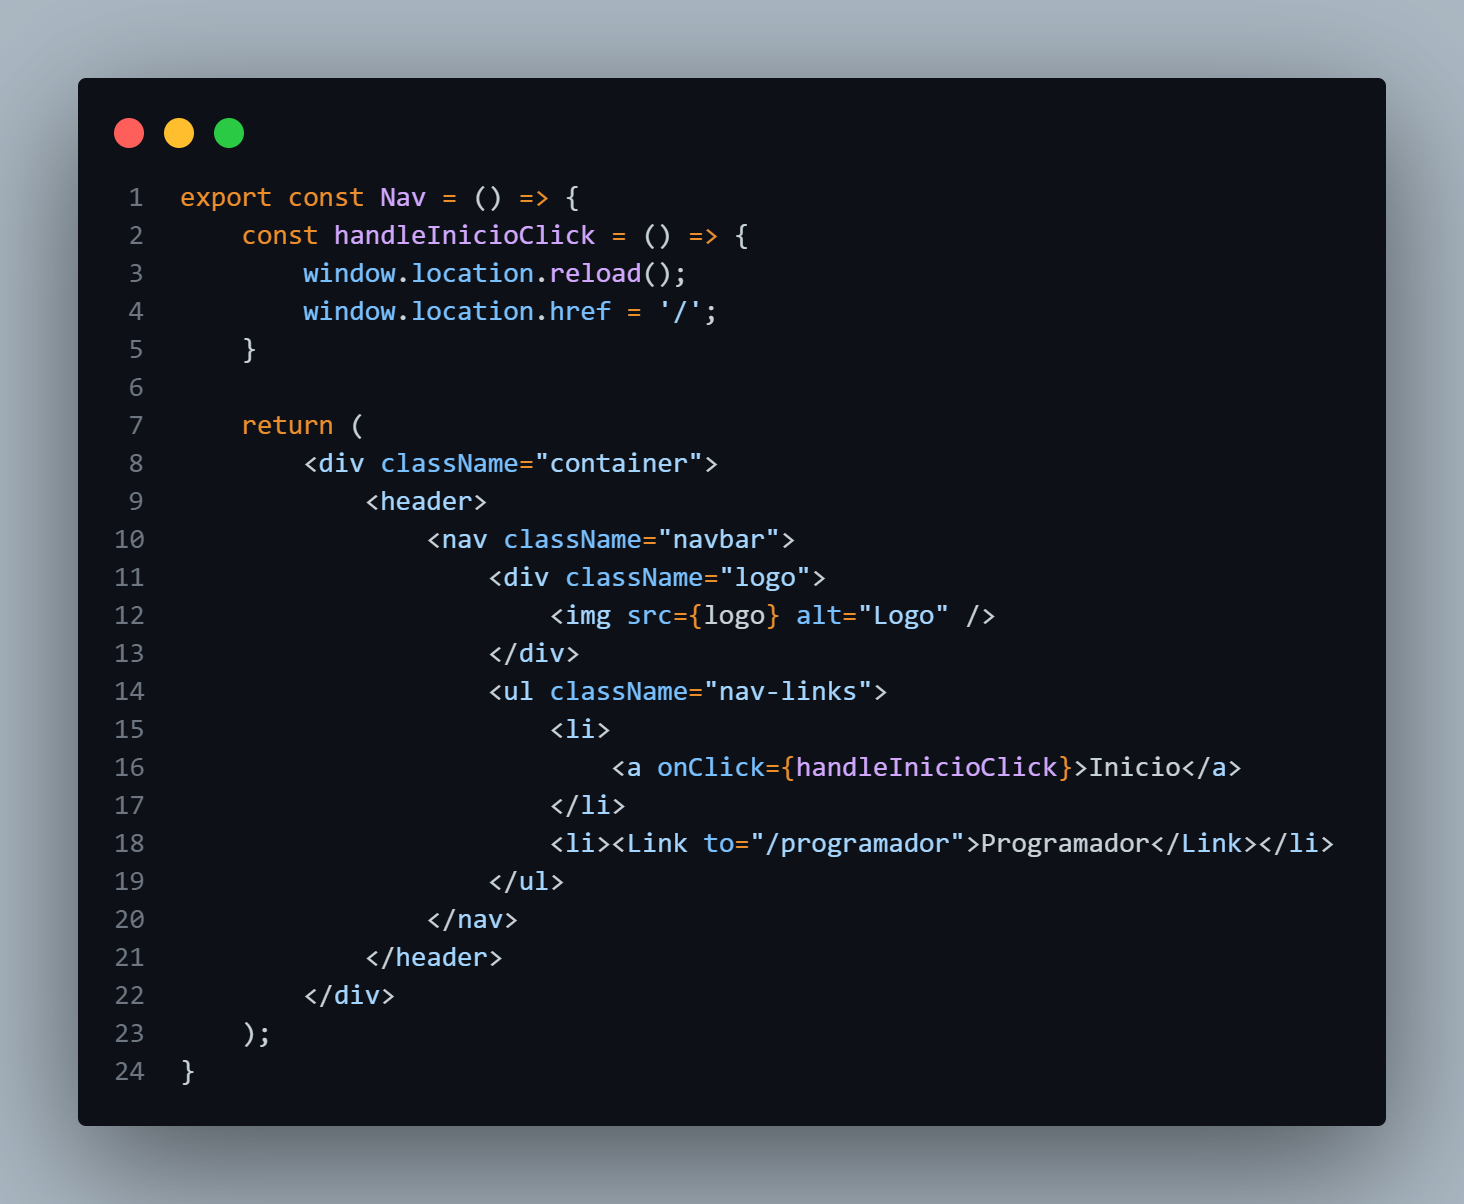 1 export const Nav = () => {
2     const handleInicioClick = () => {
3         window.location.reload();
4         window.location.href = '/';
5     }
6
7     return (
8         <div className="container">
9             <header>
10                 <nav className="navbar">
11                     <div className="logo">
12                         <img src={logo} alt="Logo" />
13                     </div>
14                     <ul className="nav-links">
15                         <li>
16                             <a onClick={handleInicioClick}>Inicio</a>
17                         </li>
18                         <li><Link to="/programador">Programador</Link></li>
19                     </ul>
20                 </nav>
21             </header>
22         </div>
23     );
24 }